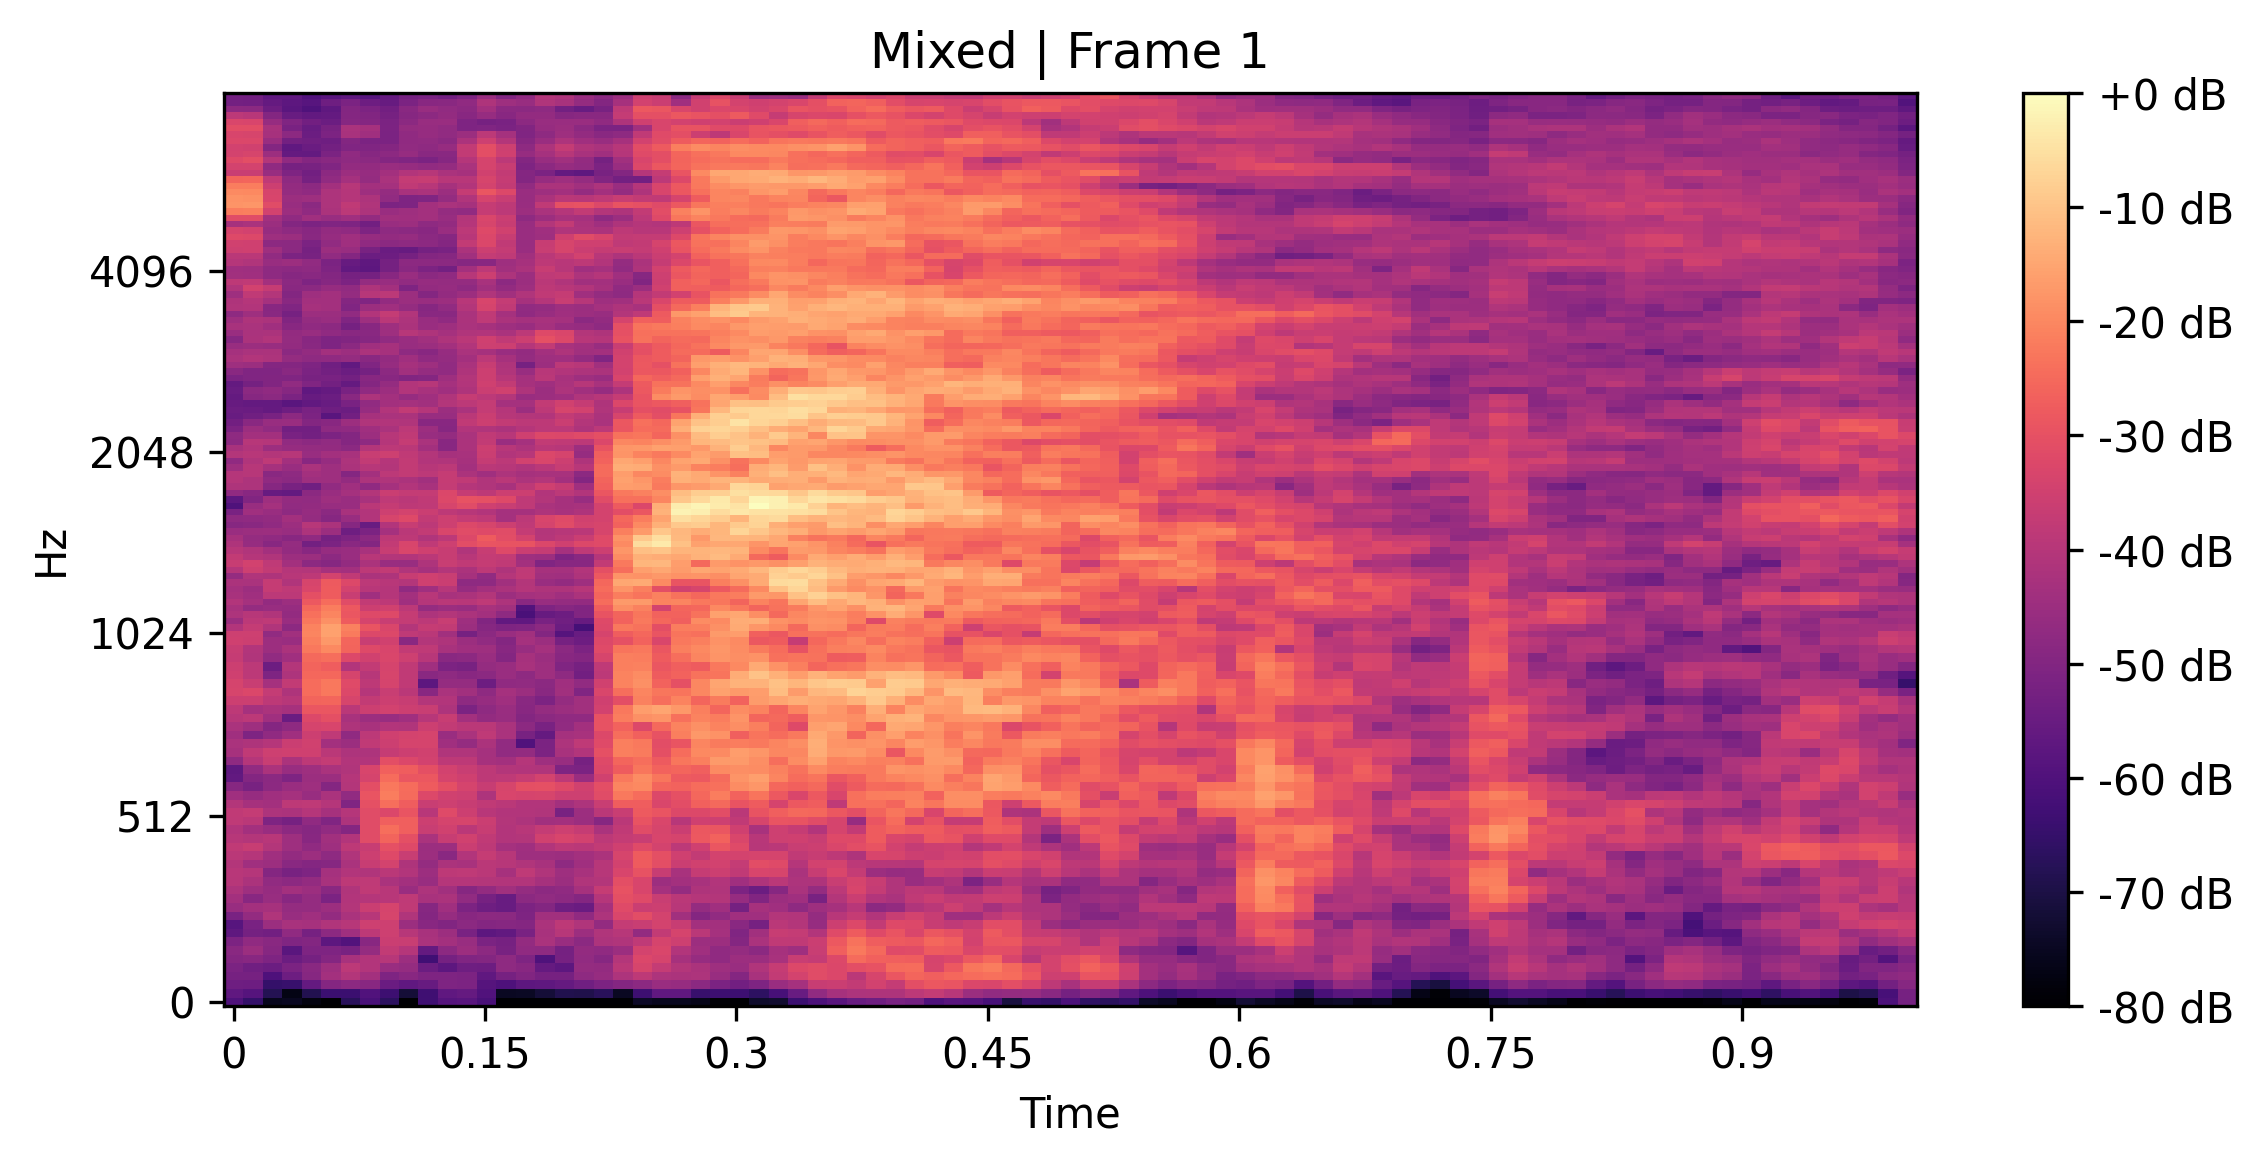 Mixed | Frame 1
Hz
4096
2048
1024
512
0
0 0.15 0.3 0.45 0.6 0.75 0.9
Time
+0 dB
-10 dB
-20 dB
-30 dB
-40 dB
-50 dB
-60 dB
-70 dB
-80 dB